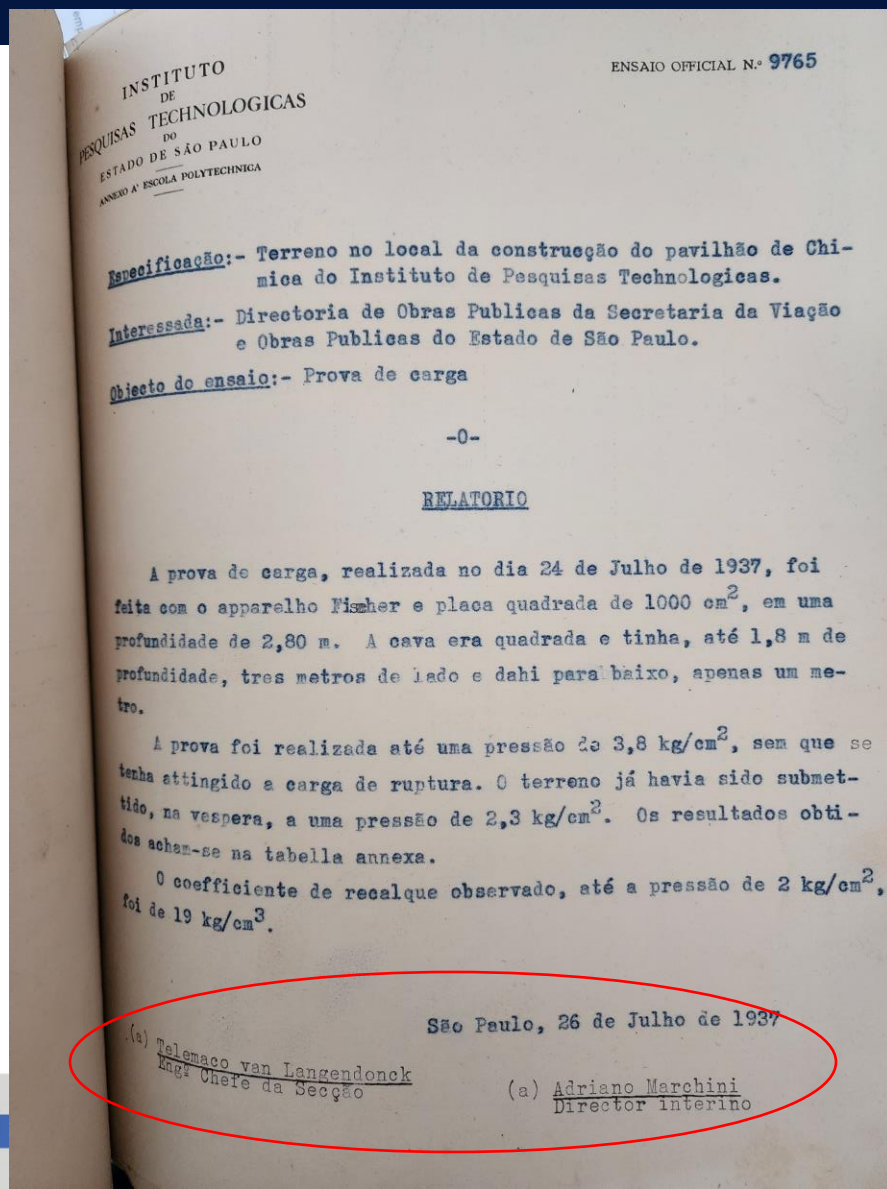 INSTITUTO
DE
PESQUISAS TECHNOLOGICAS
DO
ESTADO DE SÃO PAULO
ANNEXO A' ESCOLA POLYTECHNICA
ENSAIO OFFICIAL N.º 9765
Especificação:- Terreno no local da construcção do pavilhão de Chi-
mica do Instituto de Pesquisas Technologicas.
Interessada:- Directoria de Obras Publicas da Secretaria da Viação
e Obras Publicas do Estado de São Paulo.
Objecto do ensaio:- Prova de carga
-0-
RELATORIO
A prova de carga, realizada no dia 24 de Julho de 1937, foi
feita com o apparelho Fischer e placa quadrada de 1000 cm², em uma
profundidade de 2,80 m. A cava era quadrada e tinha, até 1,8 m de
profundidade, tres metros de lado e dahi para baixo, apenas um me-
tro.
A prova foi realizada até uma pressão de 3,8 kg/cm², sem que se
tenha attingido a carga de ruptura. O terreno já havia sido submet-
tido, na vespera, a uma pressão de 2,3 kg/cm². Os resultados obti-
dos acham-se na tabella annexa.
O coefficiente de recalque observado, até a pressão de 2 kg/cm²,
foi de 19 kg/cm³.
São Paulo, 26 de Julho de 1937
(a) Telemaco van Langendonck
Engº Chefe da Secção
(a) Adriano Marchini
Director interino